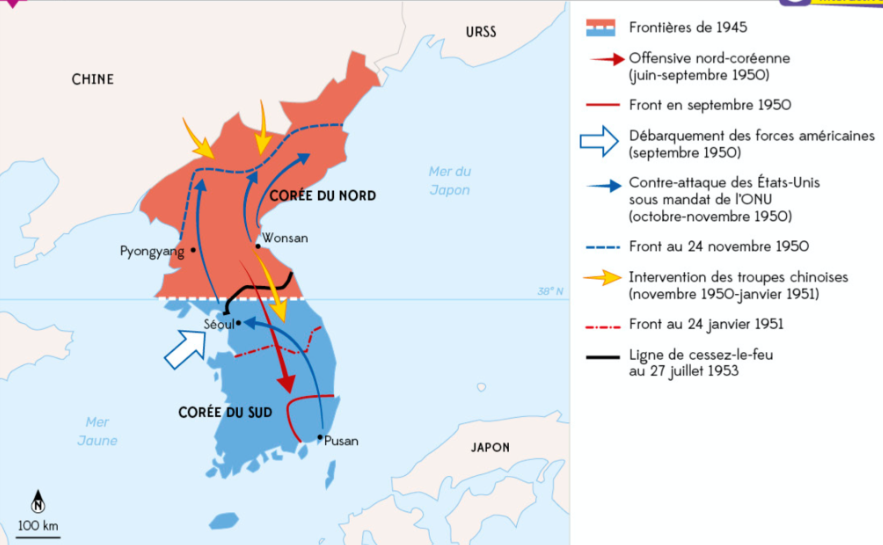 URSS
CHINE
Mer du
Japon
CORÉE DU NORD
Wonsan
Pyongyang
38° N
Séoul
CORÉE DU SUD
Mer
Jaune
Pusan
JAPON
N
100 km
Frontières de 1945
Offensive nord-coréenne
(juin-septembre 1950)
Front en septembre 1950
Débarquement des forces américaines
(septembre 1950)
Contre-attaque des États-Unis
sous mandat de l'ONU
(octobre-novembre 1950)
Front au 24 novembre 1950
Intervention des troupes chinoises
(novembre 1950-janvier 1951)
Front au 24 janvier 1951
Ligne de cessez-le-feu
au 27 juillet 1953